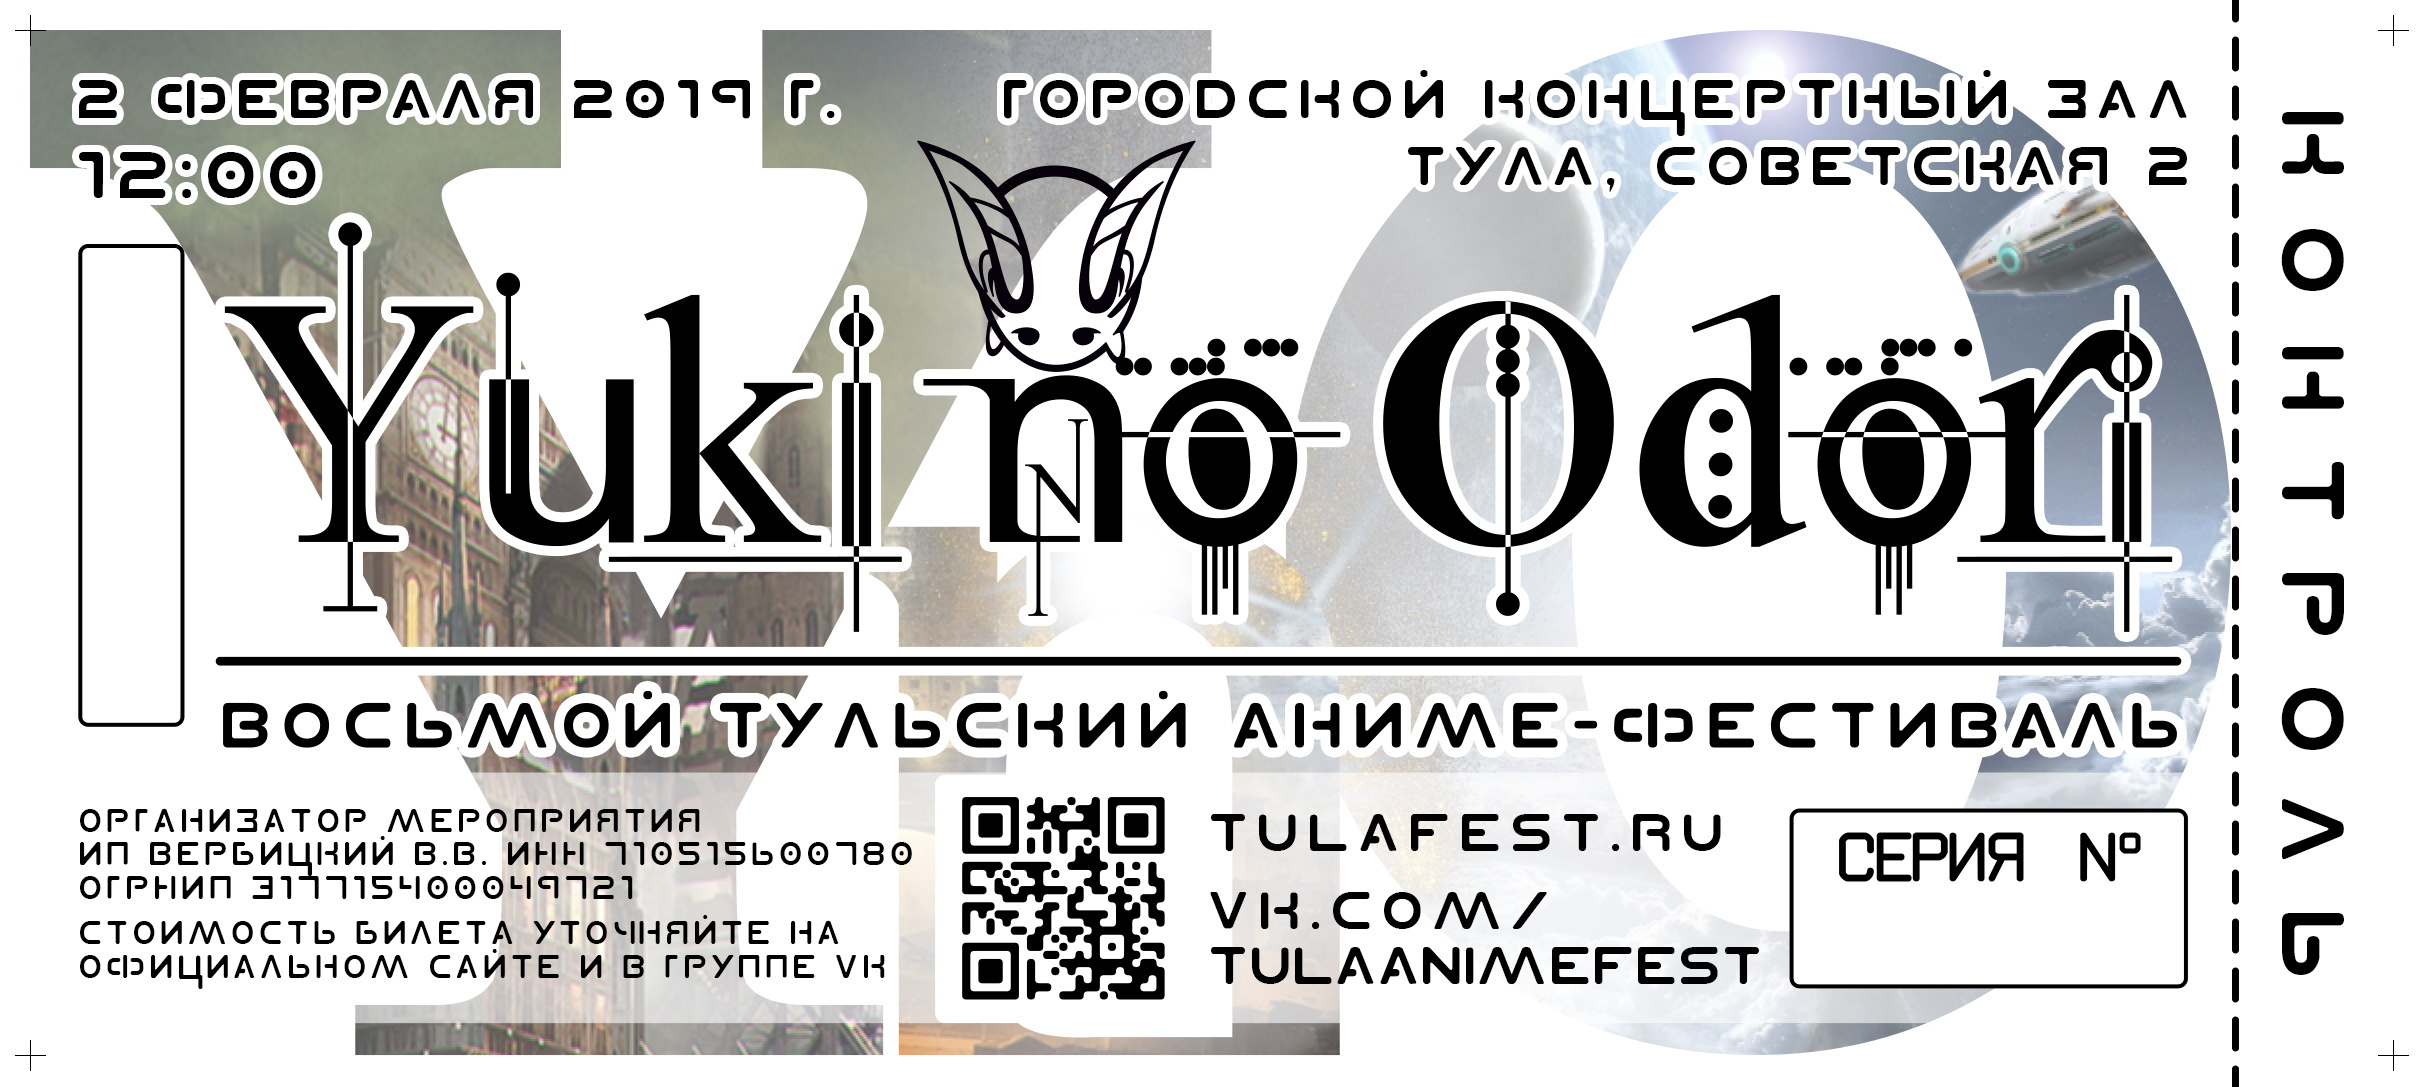 2 ФЕВРАЛЯ 2019 Г.
12:00
ГОРОДСКОЙ КОНЦЕРТНЫЙ ЗАЛ
ТУЛА, СОВЕТСКАЯ 2
Yuki no Odori
ВОСЬМОЙ ТУЛЬСКИЙ АНИМЕ-ФЕСТИВАЛЬ
ОРГАНИЗАТОР МЕРОПРИЯТИЯ
ИП ВЕРБИЦКИЙ В.В. ИНН 710515600780
ОГРНИП 317715400049721
СТОИМОСТЬ БИЛЕТА УТОЧНЯЙТЕ НА
ОФИЦИАЛЬНОМ САЙТЕ И В ГРУППЕ VK
TULAFEST.RU
VK.COM/
TULAANIMEFEST
СЕРИЯ №
КОНТРОЛЬ